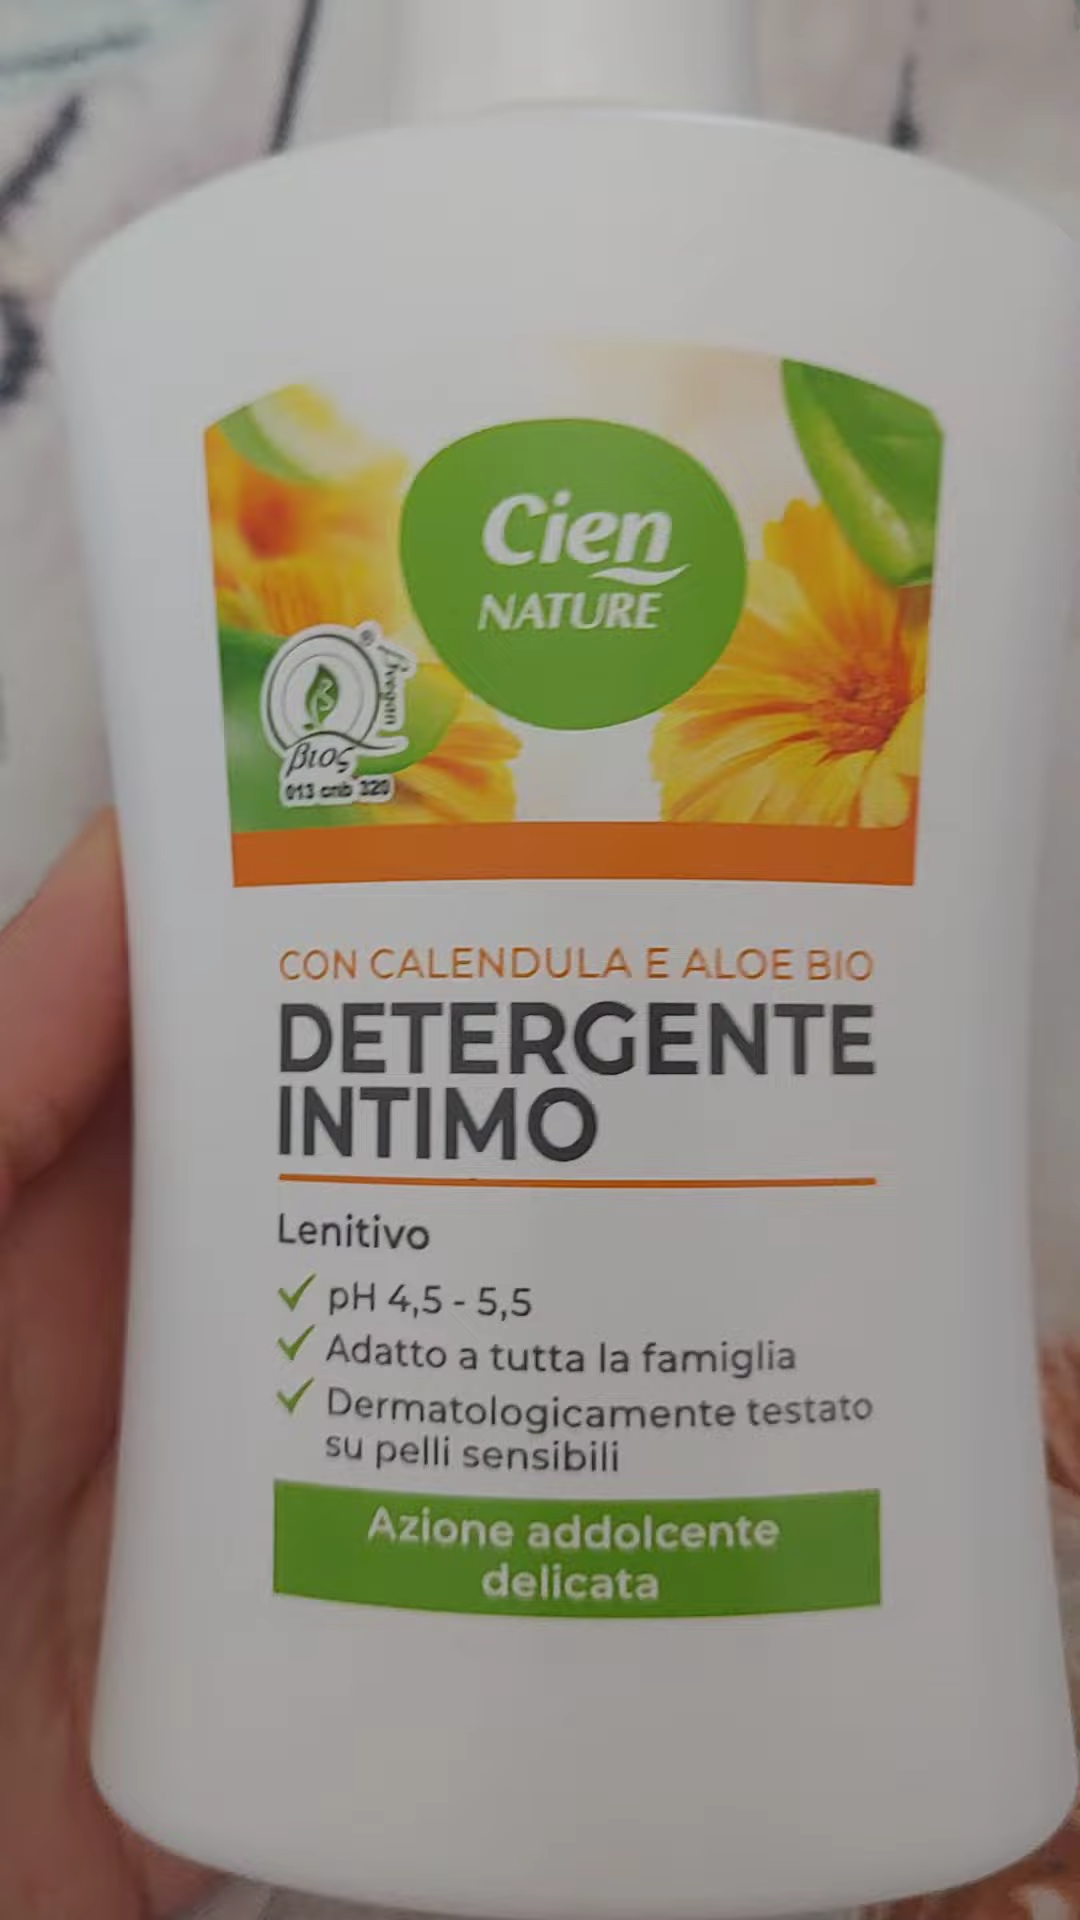 Cien
NATURE
vegan
βιος
013 cnb 320
CON CALENDULA E ALOE BIO
DETERGENTE
INTIMO
Lenitivo
pH 4,5 - 5,5
Adatto a tutta la famiglia
Dermatologicamente testato
su pelli sensibili
Azione addolcente
delicata